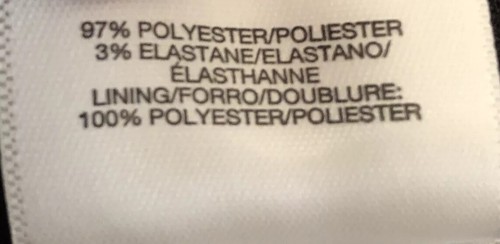 97% POLYESTER/POLIESTER
3% ELASTANE/ELASTANO/
ÉLASTHANNE
LINING/FORRO/DOUBLURE:
100% POLYESTER/POLIESTER